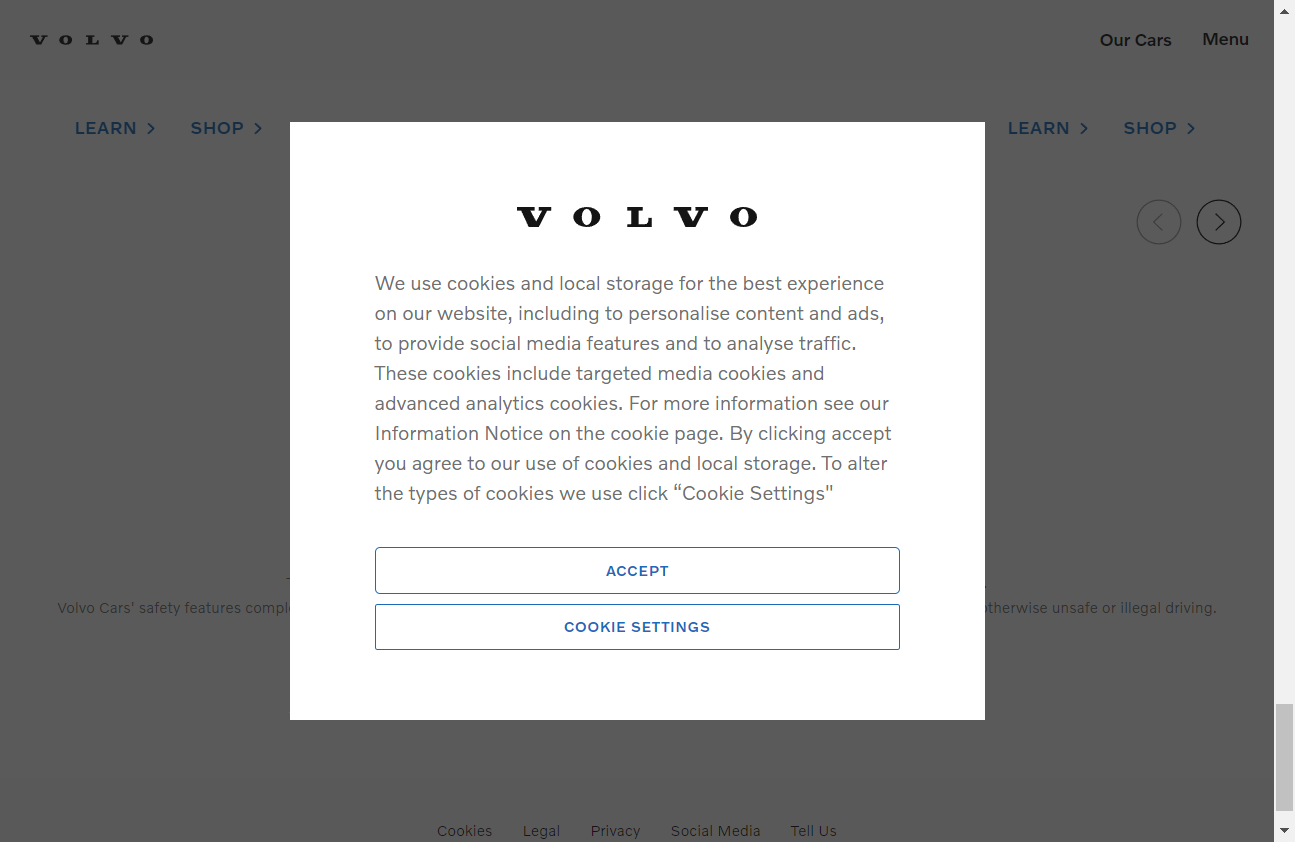 VOLVO
Our Cars
Menu
LEARN
SHOP
LEARN
SHOP
VOLVO
We use cookies and local storage for the best experience
on our website, including to personalise content and ads,
to provide social media features and to analyse traffic.
These cookies include targeted media cookies and
advanced analytics cookies. For more information see our
Information Notice on the cookie page. By clicking accept
you agree to our use of cookies and local storage. To alter
the types of cookies we use click “Cookie Settings"
ACCEPT
COOKIE SETTINGS
Volvo Cars' safety features
otherwise unsafe or illegal driving.
Cookies
Legal
Privacy
Social Media
Tell Us